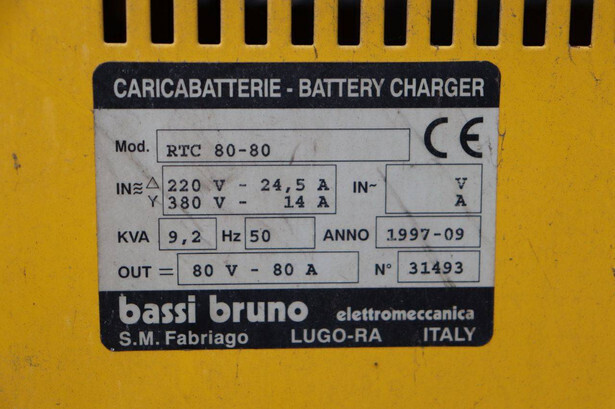 CARICABATTERIE - BATTERY CHARGER
Mod. RTC 80-80 CE
IN≋ △ 220 V - 24,5 A IN~ V
Y 380 V - 14 A A
KVA 9,2 Hz 50 ANNO 1997-09
OUT = 80 V - 80 A N° 31493
bassi bruno elettromeccanica
S.M. Fabriago LUGO-RA ITALY